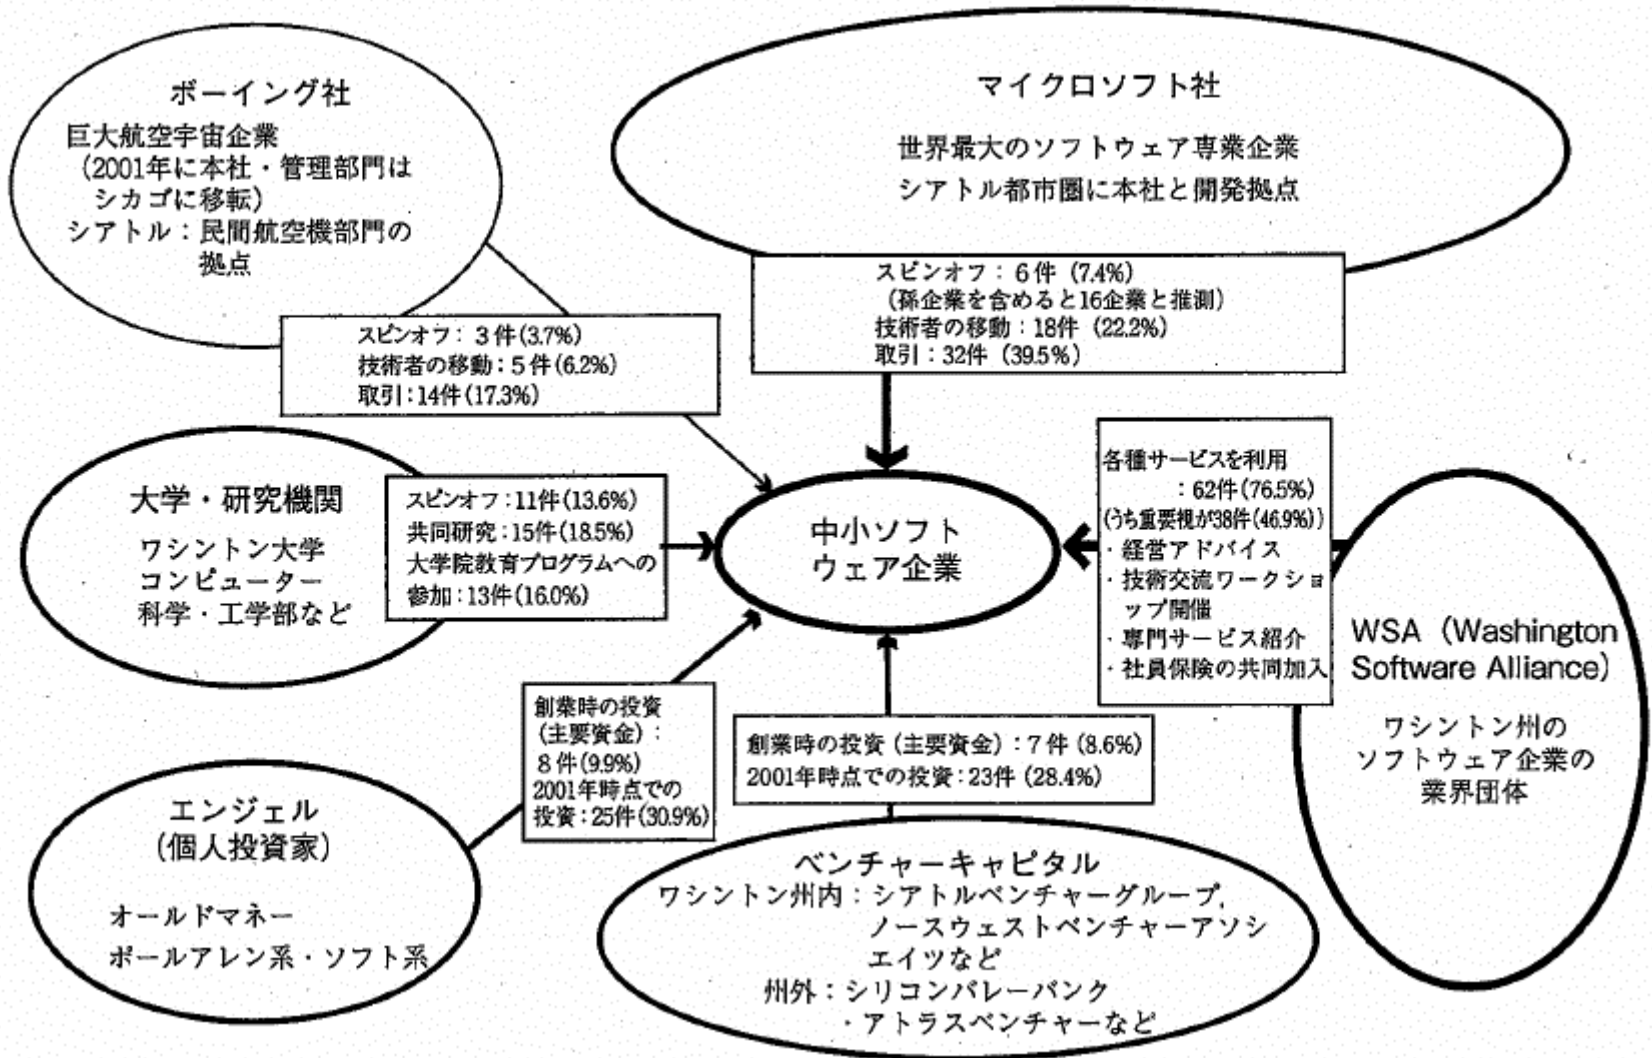 ボーイング社
巨大航空宇宙企業
(2001年に本社・管理部門は
シカゴに移転)
シアトル：民間航空機部門の
拠点
マイクロソフト社
世界最大のソフトウェア専業企業
シアトル都市圏に本社と開発拠点
スピンオフ：3件(3.7%)
技術者の移動：5件(6.2%)
取引：14件(17.3%)
スピンオフ：6件(7.4%)
(孫企業を含めると16企業と推測)
技術者の移動：18件(22.2%)
取引：32件(39.5%)
大学・研究機関
ワシントン大学
コンピューター
科学・工学部など
スピンオフ：11件(13.6%)
共同研究：15件(18.5%)
大学院教育プログラムへの
参加：13件(16.0%)
中小ソフト
ウェア企業
各種サービスを利用
：62件(76.5%)
(うち重要視が38件(46.9%))
・経営アドバイス
・技術交流ワークショ
ップ開催
・専門サービス紹介
・社員保険の共同加入
WSA（Washington
Software Alliance）
ワシントン州の
ソフトウェア企業の
業界団体
創業時の投資
(主要資金)：
8件(9.9%)
2001年時点での
投資：25件(30.9%)
創業時の投資(主要資金)：7件(8.6%)
2001年時点での投資：23件(28.4%)
エンジェル
(個人投資家)
オールドマネー
ポールアレン系・ソフト系
ベンチャーキャピタル
ワシントン州内：シアトルベンチャーグループ，
ノースウェストベンチャーアソシ
エイツなど
州外：シリコンバレーバンク
・アトラスベンチャーなど